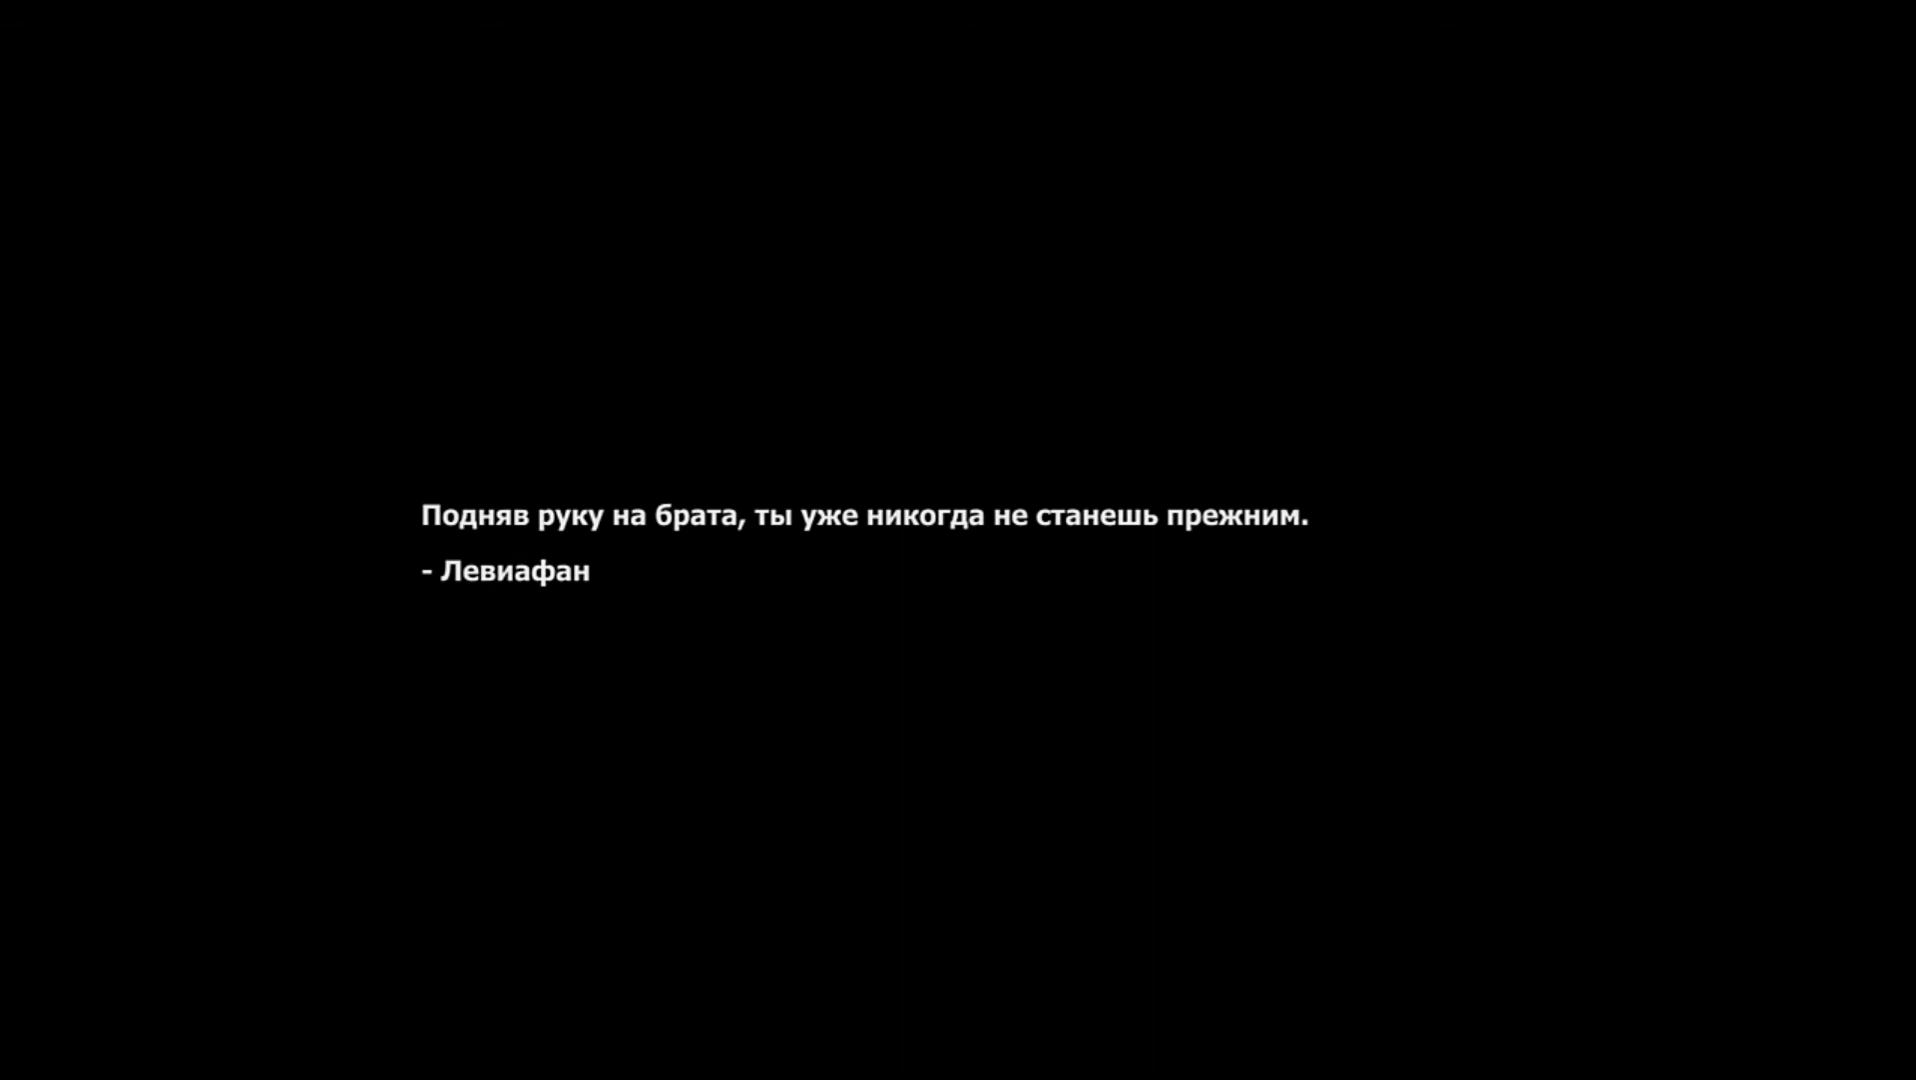 Подняв руку на брата, ты уже никогда не станешь прежним.
- Левиафан